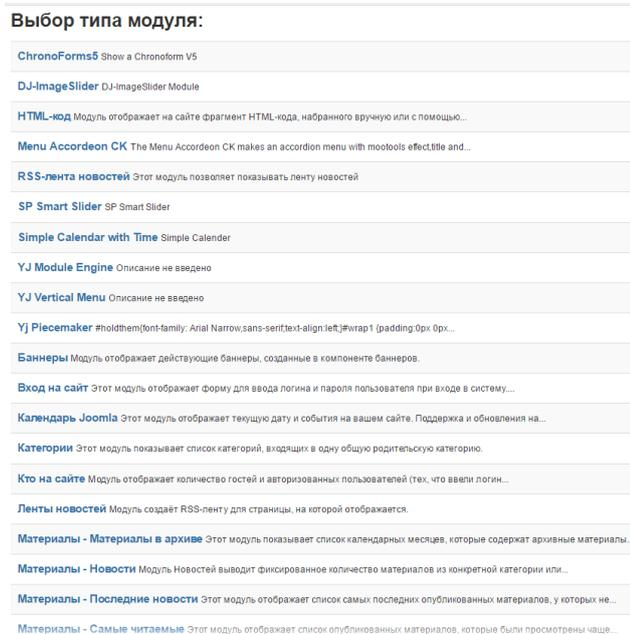 Выбор типа модуля:
ChronoForms5 Show a Chronoform V5
DJ-ImageSlider DJ-ImageSlider Module
HTML-код Модуль отображает на сайте фрагмент HTML-кода, набранного вручную или с помощью...
Menu Accordeon CK The Menu Accordeon CK makes an accordion menu with mootools effect,title and...
RSS-лента новостей Этот модуль позволяет показывать ленту новостей
SP Smart Slider SP Smart Slider
Simple Calendar with Time Simple Calender
YJ Module Engine Описание не введено
YJ Vertical Menu Описание не введено
Yj Piecemaker #holdthem{font-family: Arial Narrow,sans-serif;text-align:left;}#wrap1 {padding:0px 0px...
Баннеры Модуль отображает действующие баннеры, созданные в компоненте баннеров.
Вход на сайт Этот модуль отображает форму для ввода логина и пароля пользователя при входе в систему....
Календарь Joomla Этот модуль отображает текущую дату и события на вашем сайте. Поддержка и обновления на...
Категории Этот модуль показывает список категорий, входящих в одну общую родительскую категорию.
Кто на сайте Модуль отображает количество гостей и авторизованных пользователей (тех, что ввели логин...
Ленты новостей Модуль создаёт RSS-ленту для страницы, на которой отображается.
Материалы - Материалы в архиве Этот модуль показывает список календарных месяцев, которые содержат архивные материалы.
Материалы - Новости Модуль Новостей выводит фиксированное количество материалов из конкретной категории или...
Материалы - Последние новости Этот модуль отображает список самых последних опубликованных материалов, у которых не...
Материалы - Самые читаемые Этот модуль отображает список опубликованных материалов, которые были просмотрены чаще...